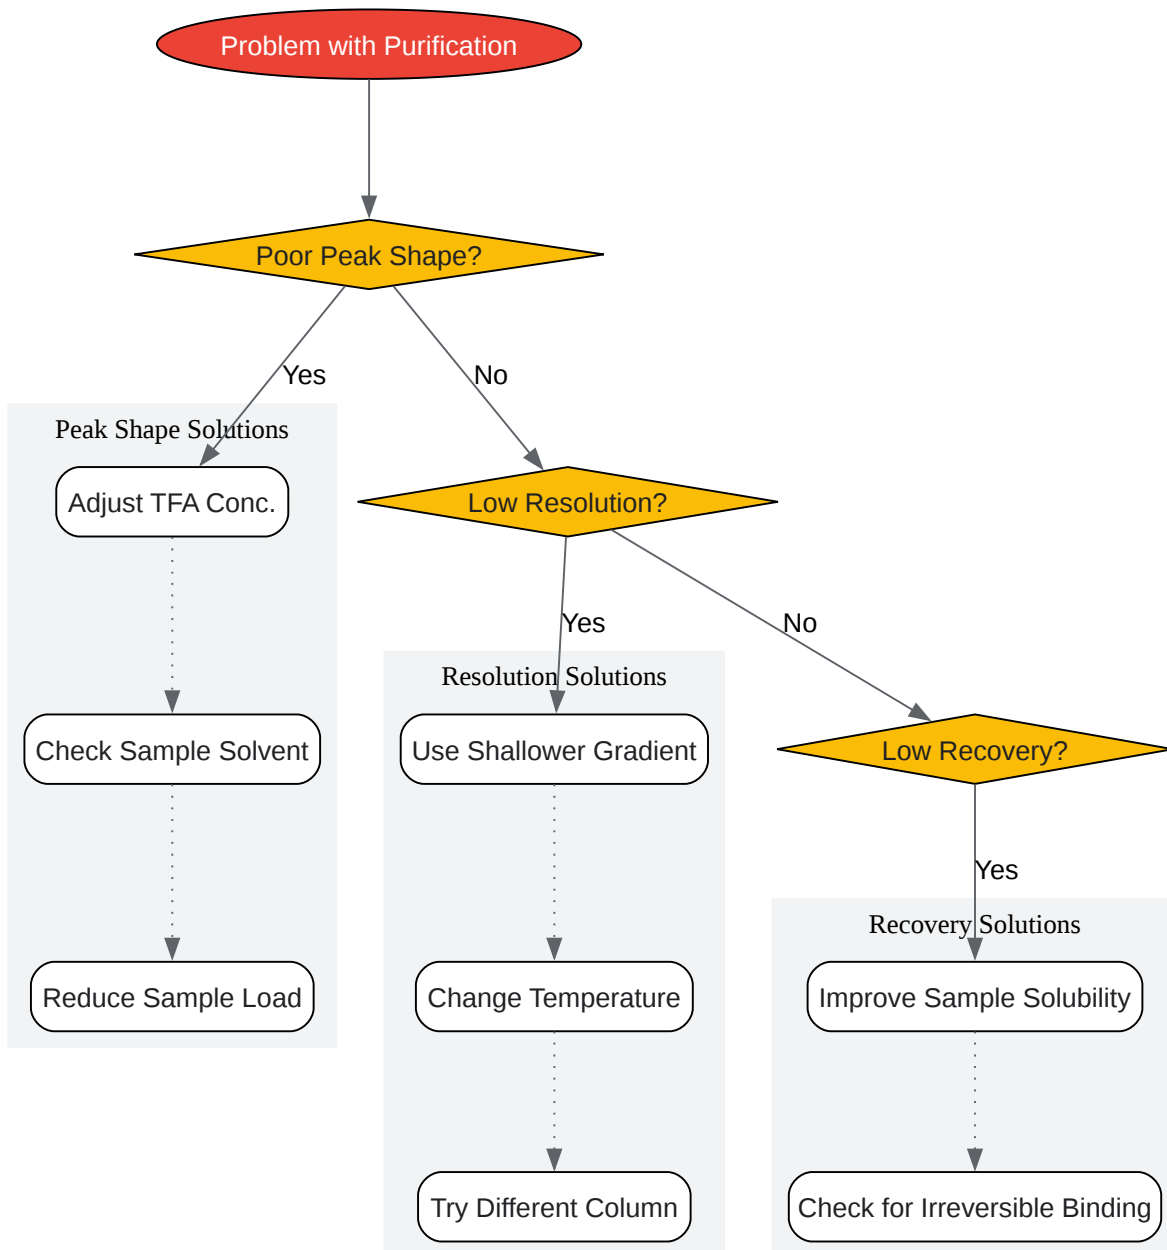 Problem with Purification
Poor Peak Shape?
Yes
No
Peak Shape Solutions
Adjust TFA Conc.
Low Resolution?
Yes
No
Resolution Solutions
Check Sample Solvent
Use Shallower Gradient
Low Recovery?
Yes
Recovery Solutions
Reduce Sample Load
Change Temperature
Improve Sample Solubility
Try Different Column
Check for Irreversible Binding